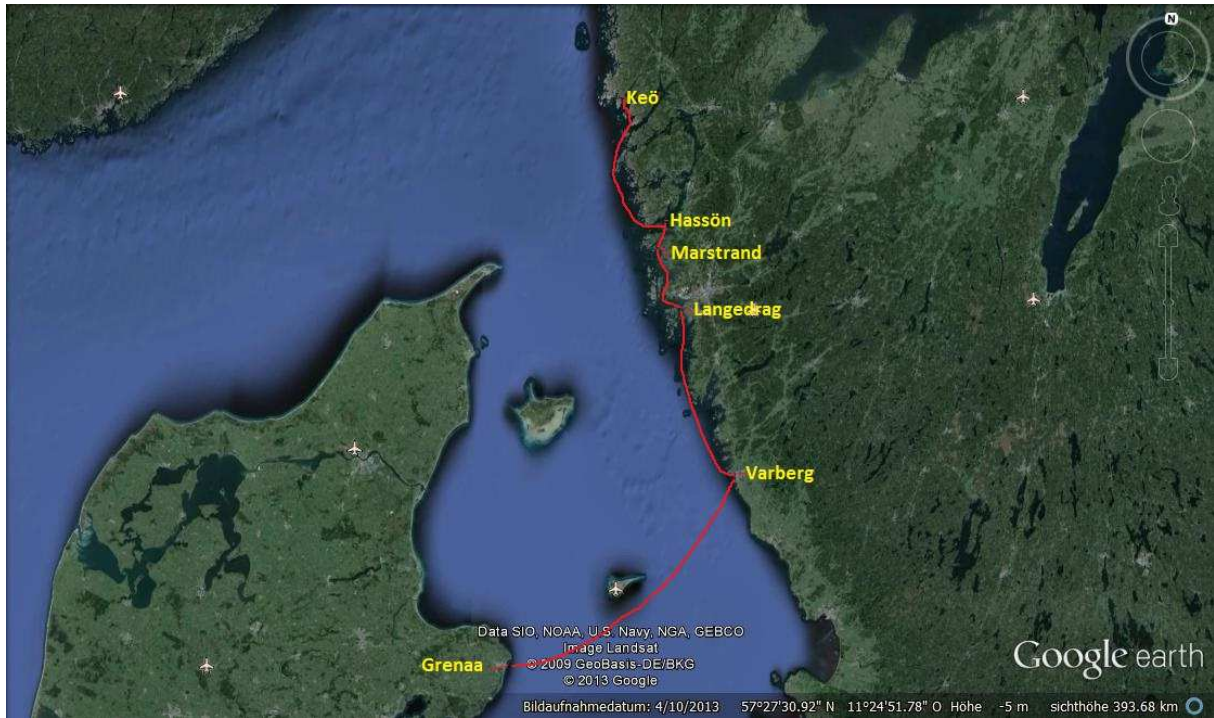 N
Keö
Hassön
Marstrand
Langedrag
Varberg
Data SIO, NOAA, U.S. Navy, NGA, GEBCO
Image Landsat
Grenaa
© 2009 GeoBasis-DE/BKG
© 2013 Google
Google earth
Bildaufnahmedatum: 4/10/2013 57°27'30.92" N 11°24'51.78" O Höhe -5 m sichthöhe 393.68 km